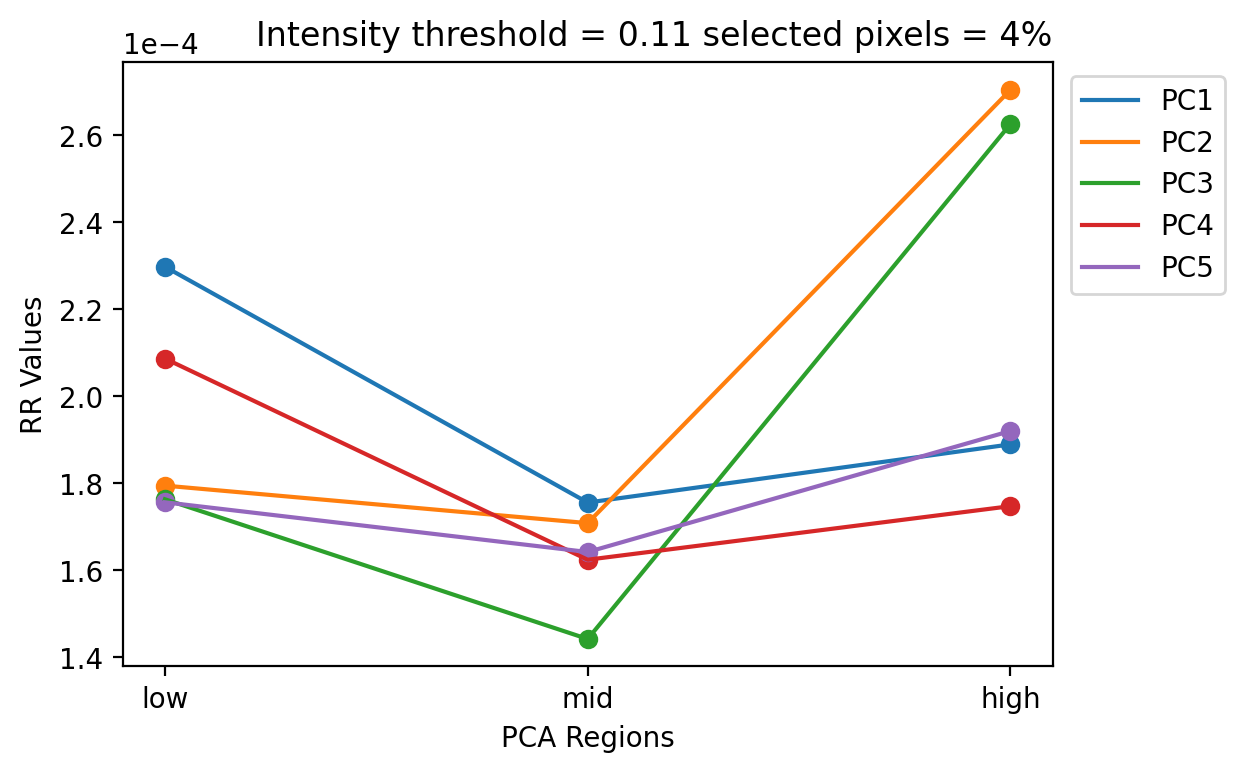 Intensity threshold = 0.11 selected pixels = 4%
1e−4
2.6
2.4
2.2
2.0
1.8
1.6
1.4
RR Values
low
mid
high
PCA Regions
PC1
PC2
PC3
PC4
PC5